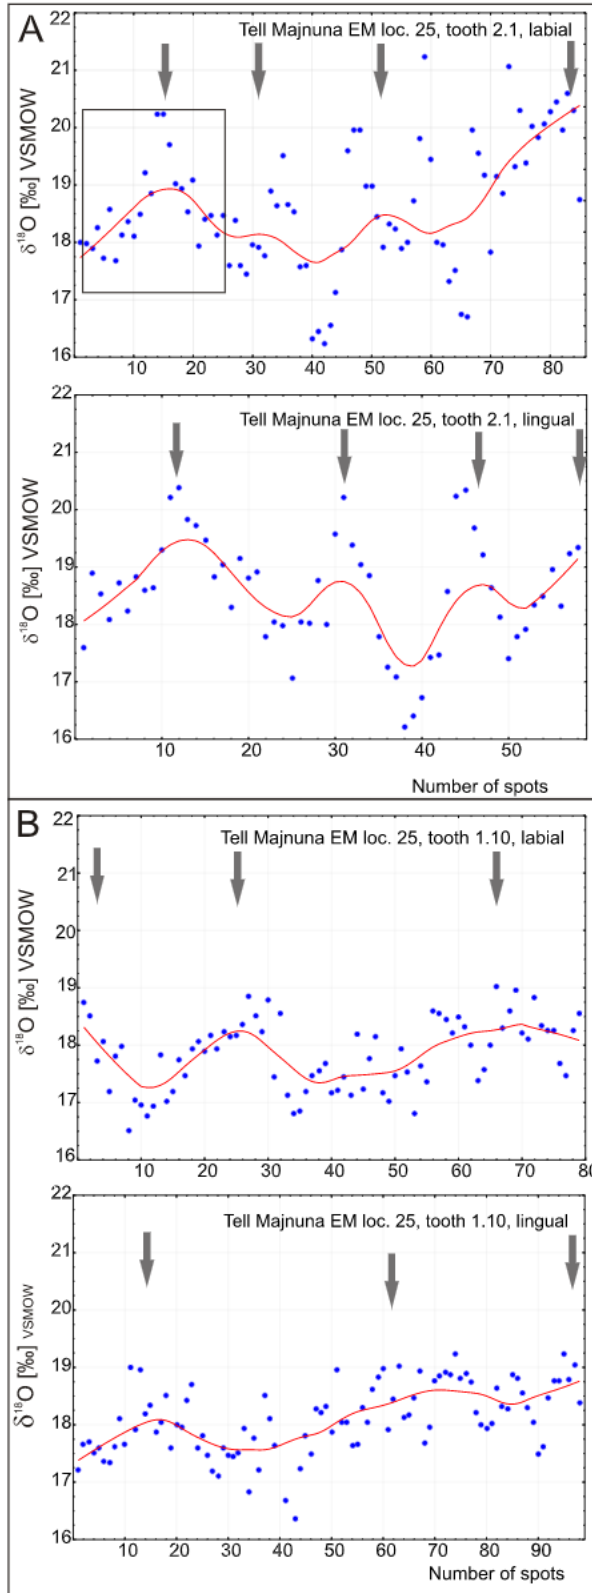 A
Tell Majnuna EM loc. 25, tooth 2.1, labial
δ¹⁸O [‰] VSMOW
22
21
20
19
18
17
16
10 20 30 40 50 60 70 80
Tell Majnuna EM loc. 25, tooth 2.1, lingual
δ¹⁸O [‰] VSMOW
22
21
20
19
18
17
16
10 20 30 40 50
Number of spots
B
Tell Majnuna EM loc. 25, tooth 1.10, labial
δ¹⁸O [‰] VSMOW
22
21
20
19
18
17
16
10 20 30 40 50 60 70 80
Tell Majnuna EM loc. 25, tooth 1.10, lingual
δ¹⁸O [‰] VSMOW
22
21
20
19
18
17
16
10 20 30 40 50 60 70 80 90
Number of spots